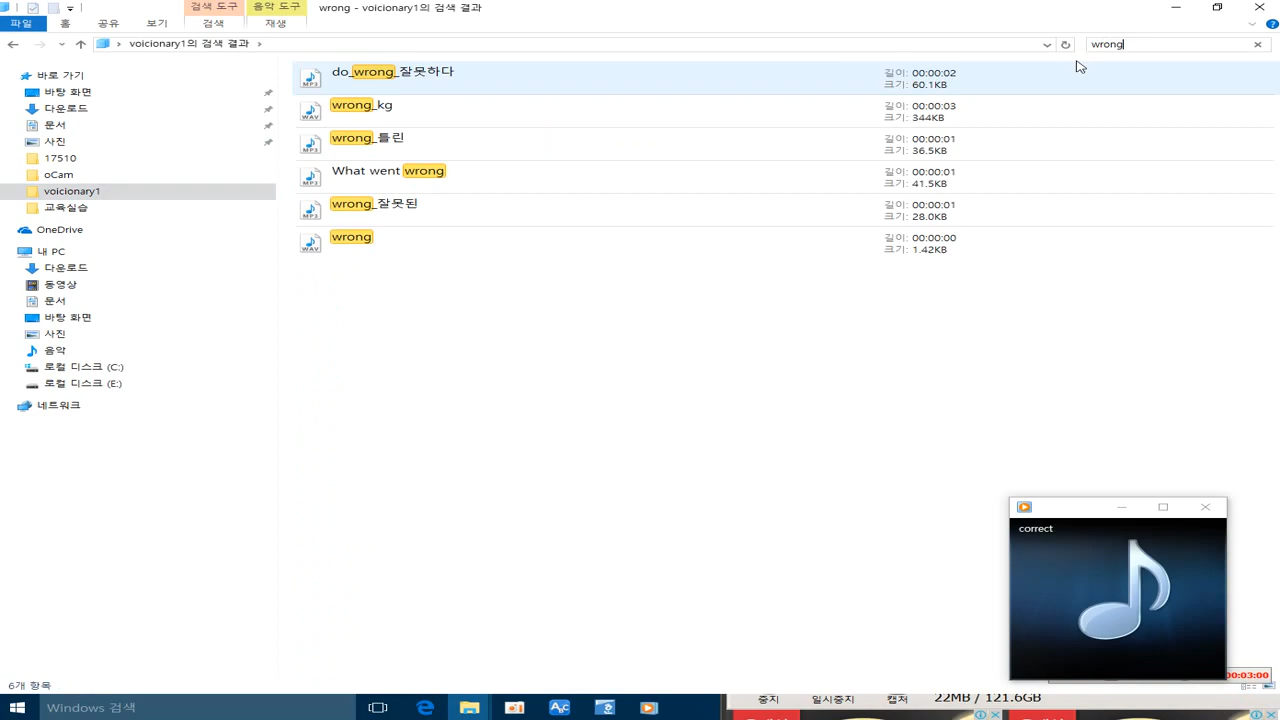 검색 도구 음악 도구 wrong - voicionary1의 검색 결과
파일 홈 공유 보기 검색 재생
voicionary1의 검색 결과
wrong
바로 가기
바탕 화면
다운로드
문서
사진
17510
oCam
voicionary1
교육실습
OneDrive
내 PC
다운로드
동영상
문서
바탕 화면
사진
음악
로컬 디스크 (C:)
로컬 디스크 (E:)
네트워크
do_wrong_잘못하다
길이: 00:00:02
크기: 60.1KB
wrong_kg
길이: 00:00:03
크기: 344KB
wrong_틀린
길이: 00:00:01
크기: 36.5KB
What went wrong
길이: 00:00:01
크기: 41.5KB
wrong_잘못된
길이: 00:00:01
크기: 28.0KB
wrong
길이: 00:00:00
크기: 1.42KB
MP3
WAV
MP3
MP3
MP3
WAV
correct
6개 항목
00:03:00
Windows 검색
중지 일시중지 캡처 22MB / 121.6GB